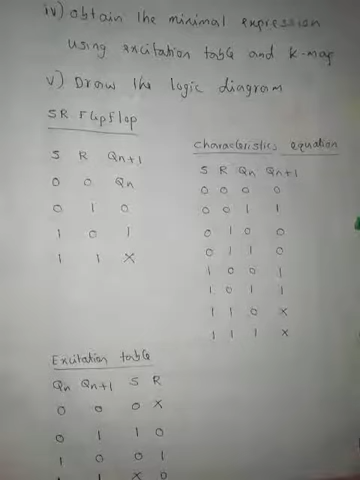 iv) obtain the minimal expression
using excitation table and k-map
v) Draw the logic diagram
SR Flipflop
S R Qn+1
0 0 Qn
0 1 0
1 0 1
1 1 X
characteristics equation
S R Qn Qn+1
0 0 0 0
0 0 1 1
0 1 0 0
0 1 1 0
1 0 0 1
1 0 1 1
1 1 0 X
1 1 1 X
Excitation table
Qn Qn+1 S R
0 0 0 X
0 1 1 0
1 0 0 1
1 1 X 0